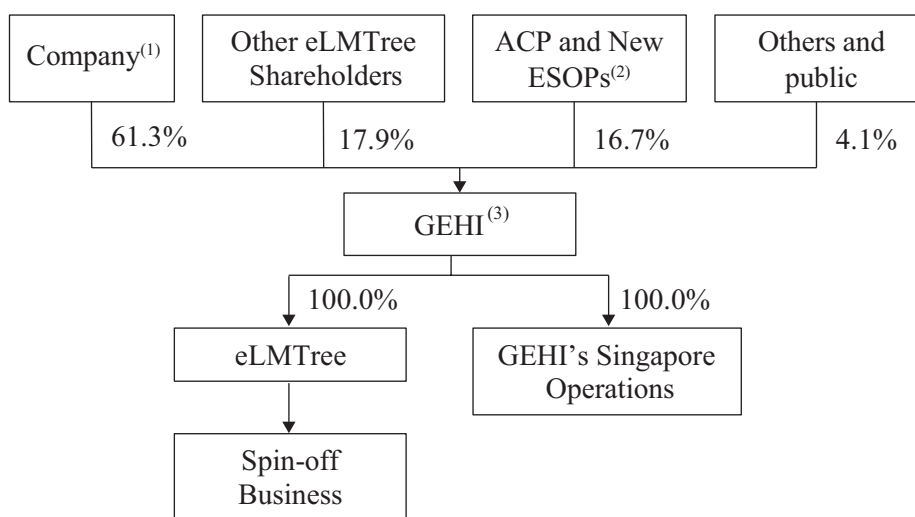 Company(1)
Other eLMTree
Shareholders
ACP and New
ESOPs(2)
Others and
public
61.3%
17.9%
16.7%
4.1%
GEHI(3)
100.0%
100.0%
eLMTree
GEHI’s Singapore
Operations
Spin-off
Business